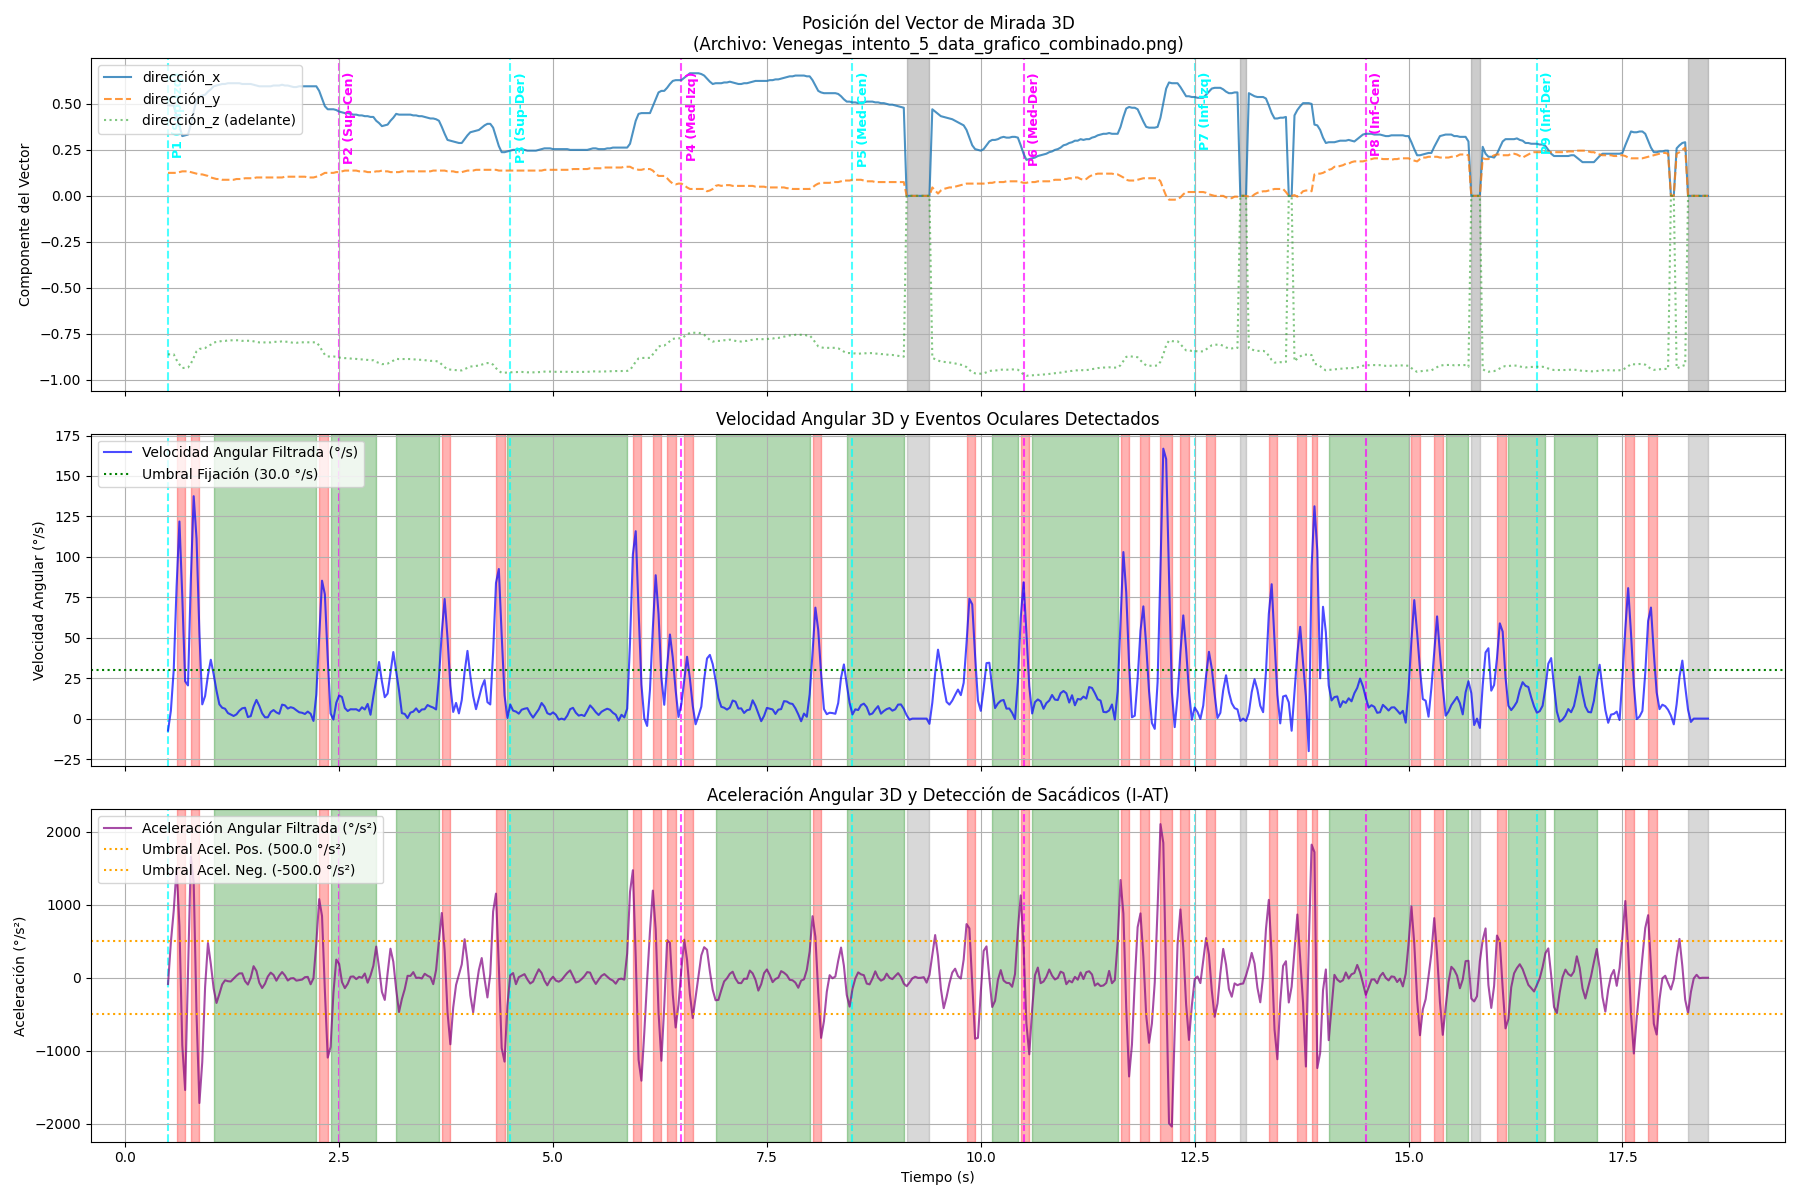 Posición del Vector de Mirada 3D
(Archivo: Venegas_intento_5_data_grafico_combinado.png)
dirección_x
dirección_y
dirección_z (adelante)
P1
P2 (Sup-Cen)
P3 (Sup-Der)
P4 (Med-Izq)
P5 (Med-Cen)
P6 (Med-Der)
P7 (Inf-Izq)
P8 (Inf-Cen)
P9 (Inf-Der)
Componente del Vector
0.50
0.25
0.00
−0.25
−0.50
−0.75
−1.00
Velocidad Angular 3D y Eventos Oculares Detectados
Velocidad Angular Filtrada (°/s)
Umbral Fijación (30.0 °/s)
Velocidad Angular (°/s)
175
150
125
100
75
50
25
0
−25
Aceleración Angular 3D y Detección de Sacádicos (I-AT)
Aceleración Angular Filtrada (°/s²)
Umbral Acel. Pos. (500.0 °/s²)
Umbral Acel. Neg. (-500.0 °/s²)
Aceleración (°/s²)
2000
1000
0
−1000
−2000
0.0 2.5 5.0 7.5 10.0 12.5 15.0 17.5
Tiempo (s)